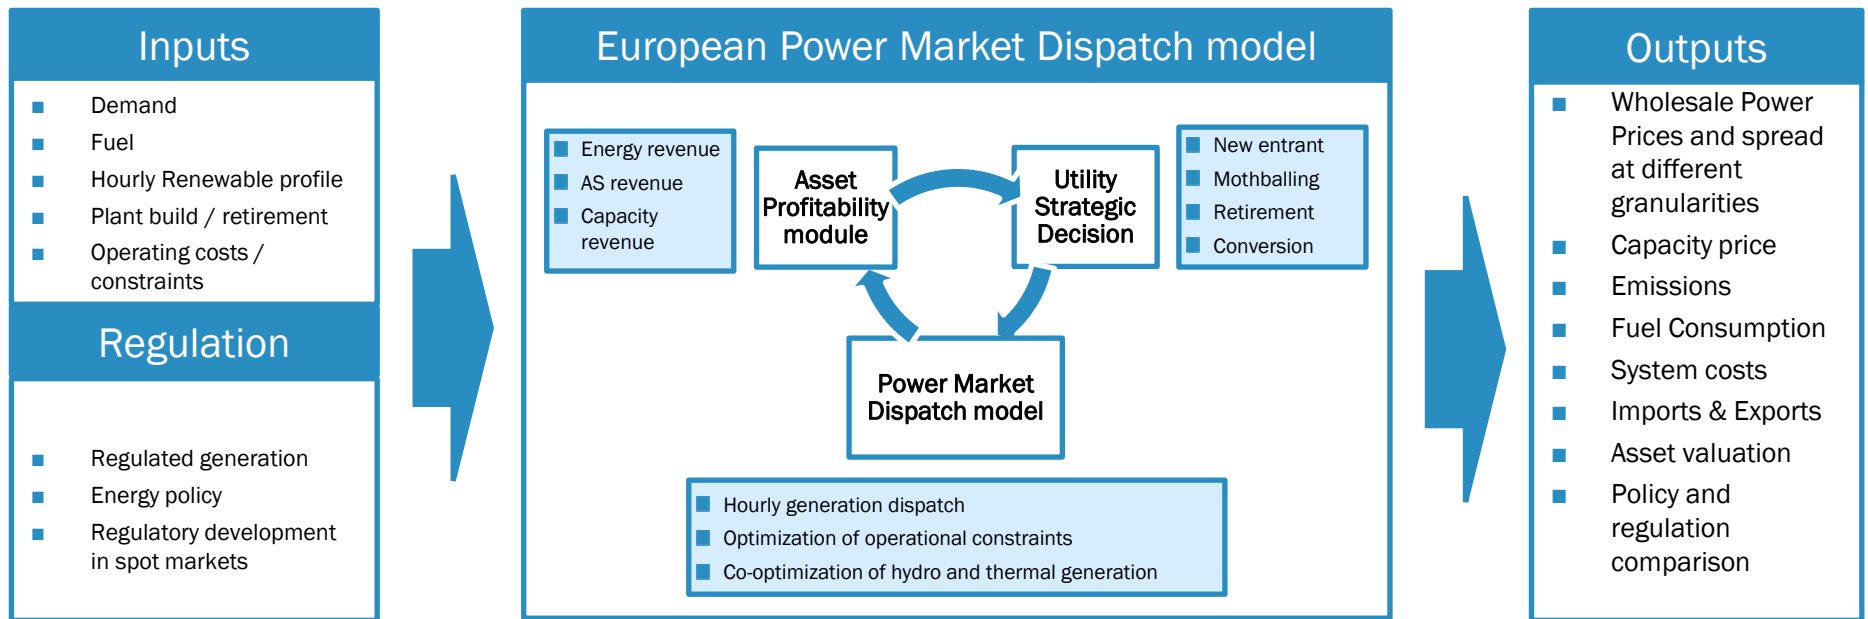 Inputs
Demand
Fuel
Hourly Renewable profile
Plant build / retirement
Operating costs /
constraints
Regulation
Regulated generation
Energy policy
Regulatory development
in spot markets
European Power Market Dispatch model
Energy revenue
AS revenue
Capacity
revenue
Asset
Profitability
module
Utility
Strategic
Decision
New entrant
Mothballing
Retirement
Conversion
Power Market
Dispatch model
Hourly generation dispatch
Optimization of operational constraints
Co-optimization of hydro and thermal generation
Outputs
Wholesale Power
Prices and spread
at different
granularities
Capacity price
Emissions
Fuel Consumption
System costs
Imports & Exports
Asset valuation
Policy and
regulation
comparison